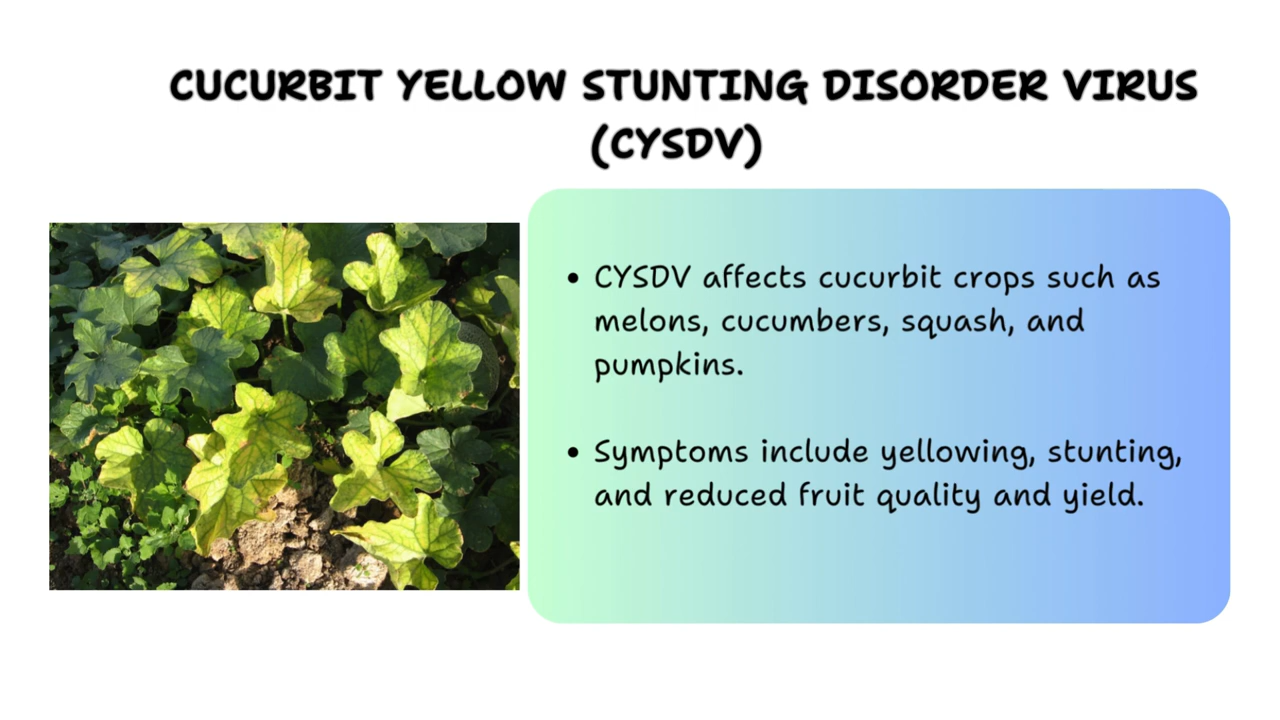 CUCURBIT YELLOW STUNTING DISORDER VIRUS
(CYSDV)
• CYSDV affects cucurbit crops such as
melons, cucumbers, squash, and
pumpkins.
• Symptoms include yellowing, stunting,
and reduced fruit quality and yield.